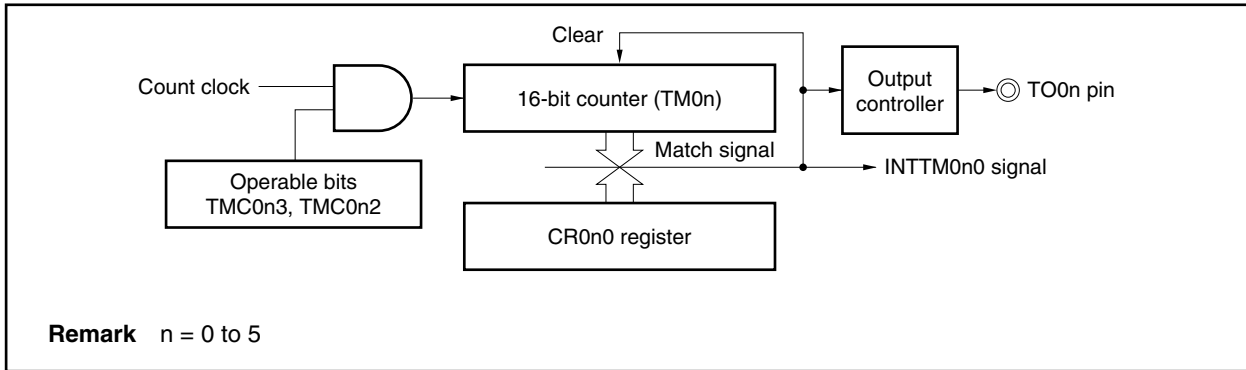 Clear
Count clock
16-bit counter (TM0n)
Output
controller
TO0n pin
Match signal
INTTM0n0 signal
Operable bits
TMC0n3, TMC0n2
CR0n0 register
Remark n = 0 to 5